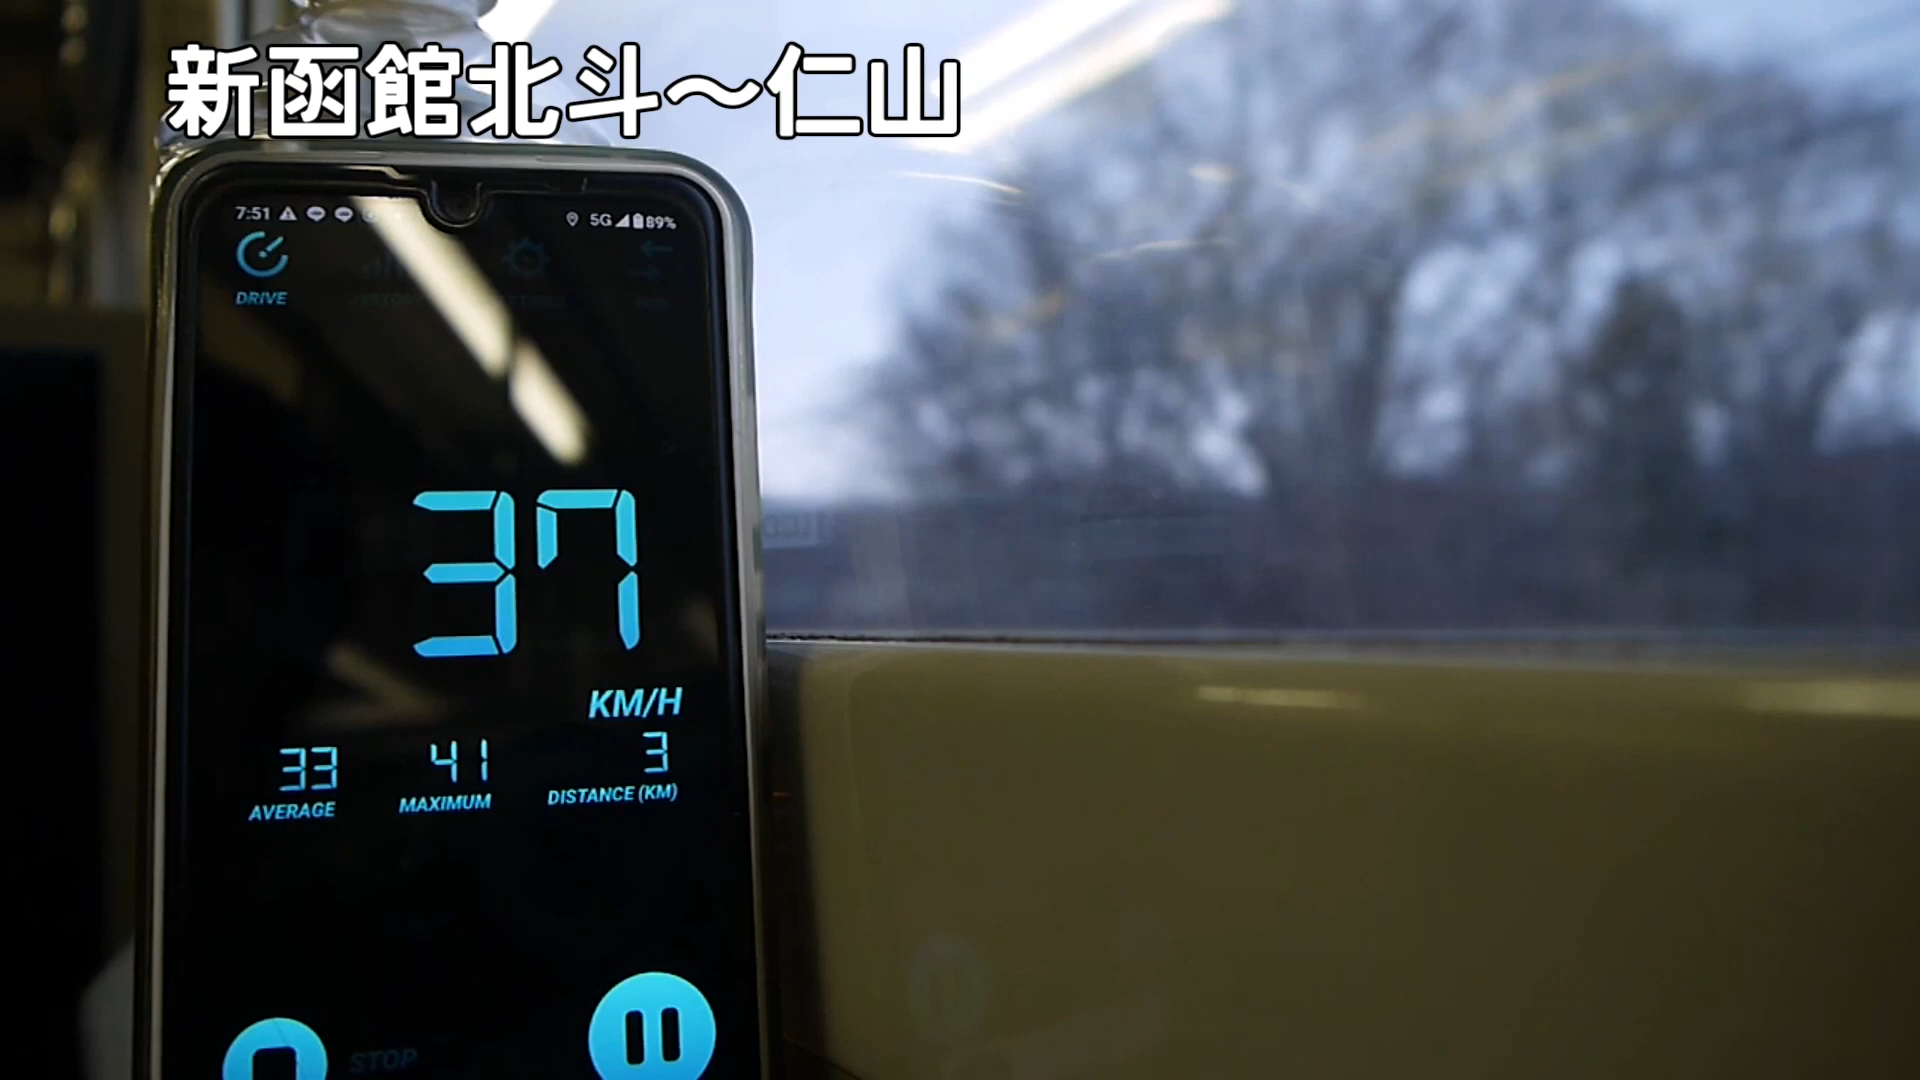 新函館北斗～仁山
7:51 5G 89%
DRIVE
37
KM/H
33 41 3
AVERAGE MAXIMUM DISTANCE (KM)
STOP